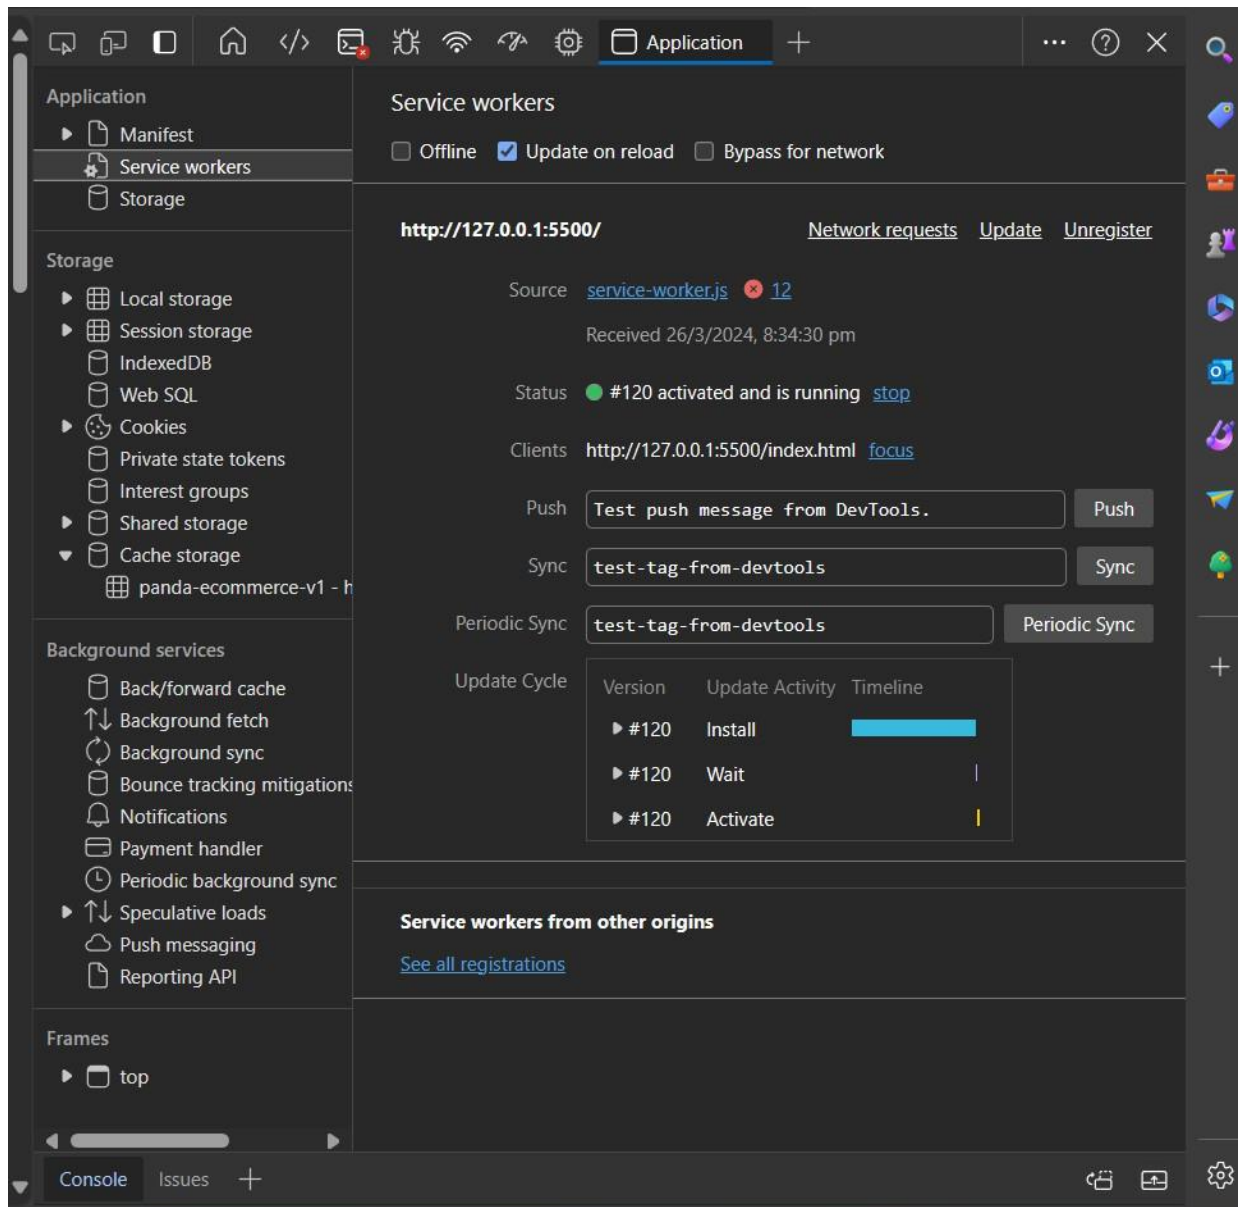 Application
Application
Manifest
Service workers
Storage
Storage
Local storage
Session storage
IndexedDB
Web SQL
Cookies
Private state tokens
Interest groups
Shared storage
Cache storage
panda-ecommerce-v1 - h
Background services
Back/forward cache
Background fetch
Background sync
Bounce tracking mitigations
Notifications
Payment handler
Periodic background sync
Speculative loads
Push messaging
Reporting API
Frames
top
Service workers
Offline Update on reload Bypass for network
http://127.0.0.1:5500/ Network requests Update Unregister
Source service-worker.js 12
Received 26/3/2024, 8:34:30 pm
Status #120 activated and is running stop
Clients http://127.0.0.1:5500/index.html focus
Push Test push message from DevTools. Push
Sync test-tag-from-devtools Sync
Periodic Sync test-tag-from-devtools Periodic Sync
Update Cycle Version Update Activity Timeline
#120 Install
#120 Wait
#120 Activate
Service workers from other origins
See all registrations
Console Issues